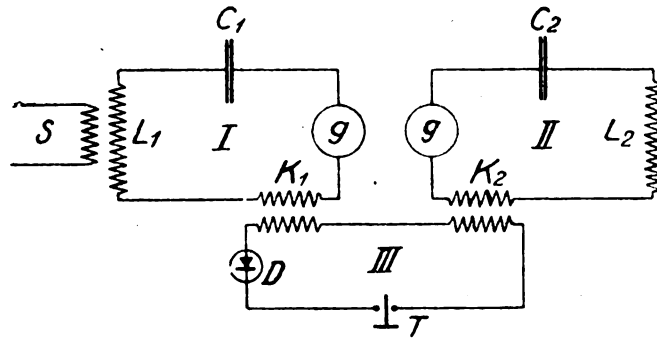 C₁ C₂
S L₁ I g g II L₂
K₁ K₂
D III
T